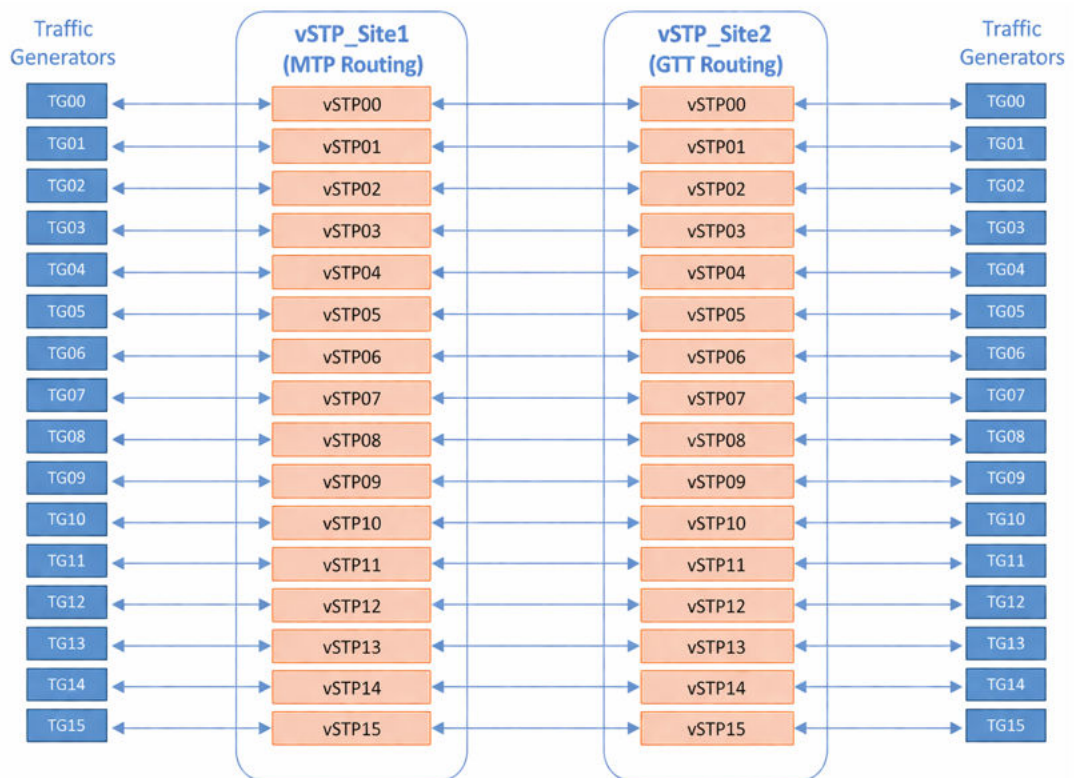 Traffic
Generators
vSTP_Site1
(MTP Routing)
vSTP_Site2
(GTT Routing)
Traffic
Generators
TG00 vSTP00 vSTP00 TG00
TG01 vSTP01 vSTP01 TG01
TG02 vSTP02 vSTP02 TG02
TG03 vSTP03 vSTP03 TG03
TG04 vSTP04 vSTP04 TG04
TG05 vSTP05 vSTP05 TG05
TG06 vSTP06 vSTP06 TG06
TG07 vSTP07 vSTP07 TG07
TG08 vSTP08 vSTP08 TG08
TG09 vSTP09 vSTP09 TG09
TG10 vSTP10 vSTP10 TG10
TG11 vSTP11 vSTP11 TG11
TG12 vSTP12 vSTP12 TG12
TG13 vSTP13 vSTP13 TG13
TG14 vSTP14 vSTP14 TG14
TG15 vSTP15 vSTP15 TG15